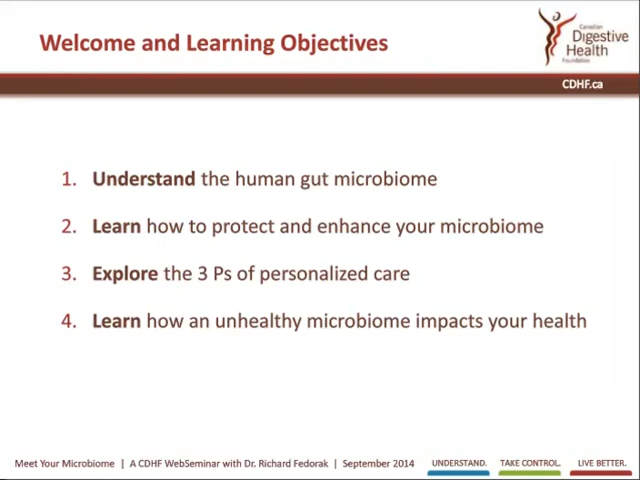 Welcome and Learning Objectives
Canadian
Digestive
Health
Foundation
CDHF.ca
1. Understand the human gut microbiome
2. Learn how to protect and enhance your microbiome
3. Explore the 3 Ps of personalized care
4. Learn how an unhealthy microbiome impacts your health
Meet Your Microbiome | A CDHF WebSeminar with Dr. Richard Fedorak | September 2014 UNDERSTAND. TAKE CONTROL. LIVE BETTER.